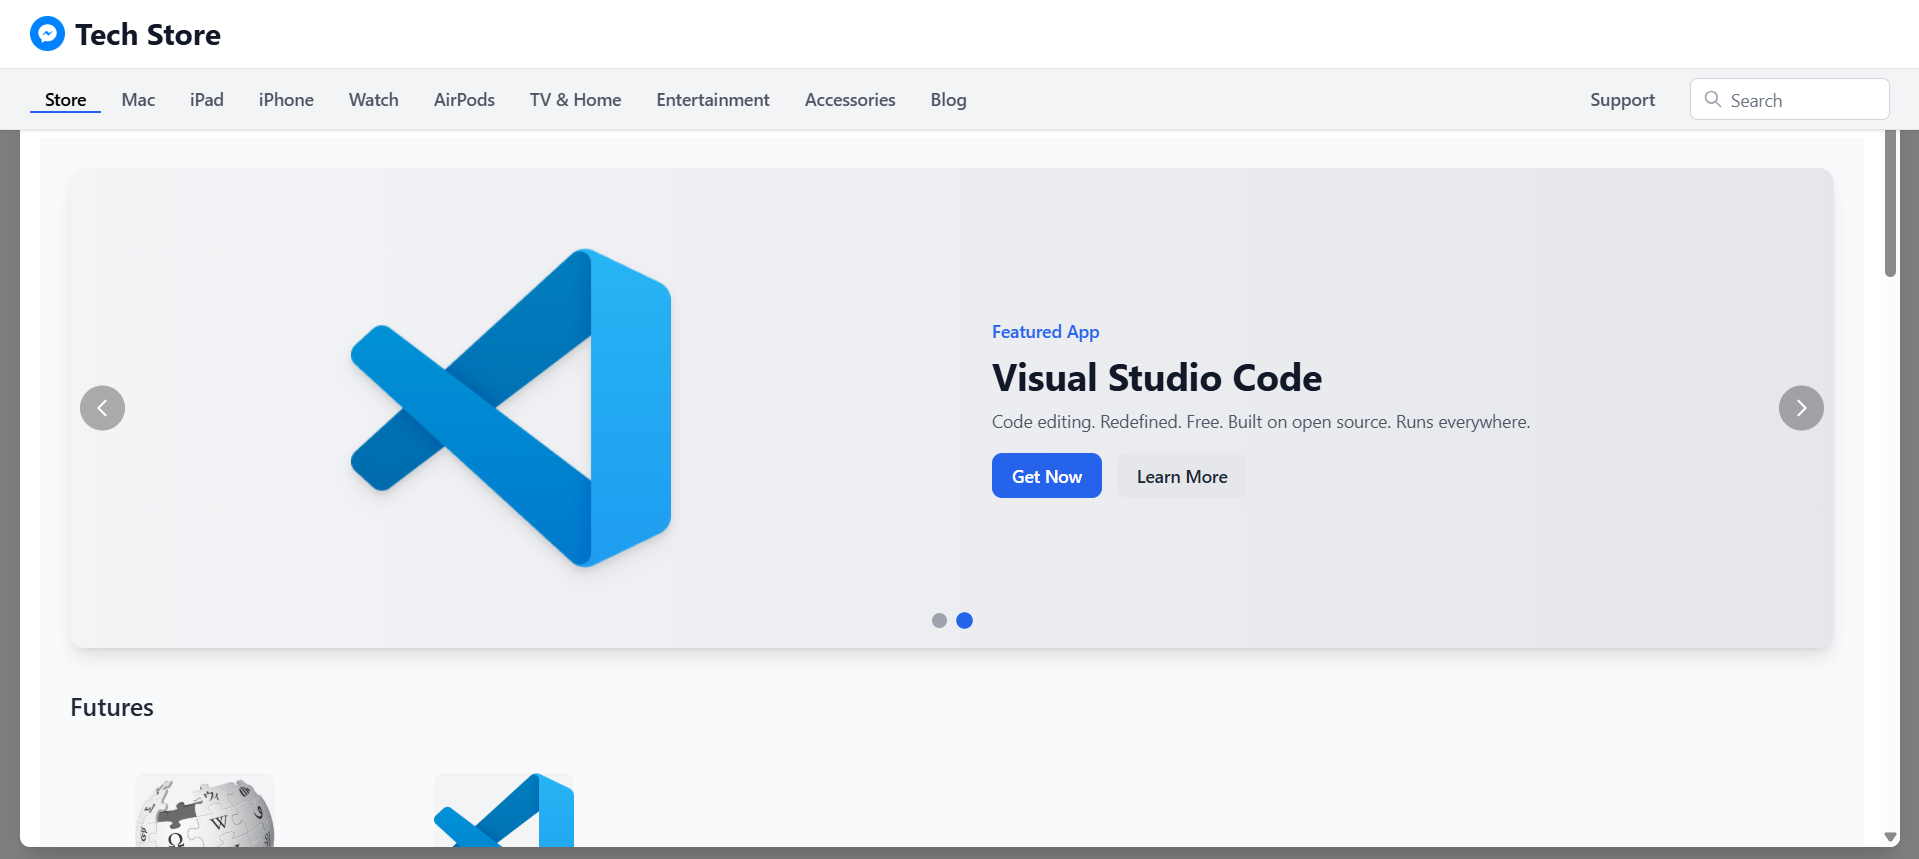 Tech Store
Store Mac iPad iPhone Watch AirPods TV & Home Entertainment Accessories Blog Support Search
Featured App
Visual Studio Code
Code editing. Redefined. Free. Built on open source. Runs everywhere.
Get Now Learn More
Futures
W
Ω